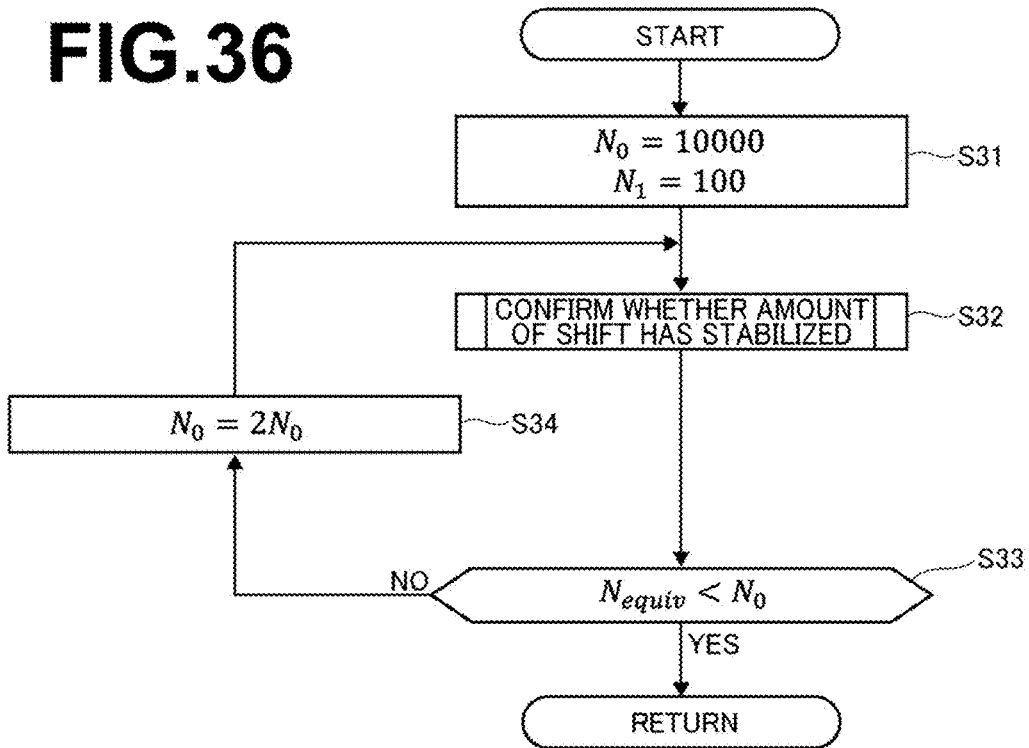 FIG.36
START
N₀ = 10000
N₁ = 100
S31
CONFIRM WHETHER AMOUNT
OF SHIFT HAS STABILIZED
S32
N₀ = 2N₀
S34
S33
NO
N_equiv < N₀
YES
RETURN